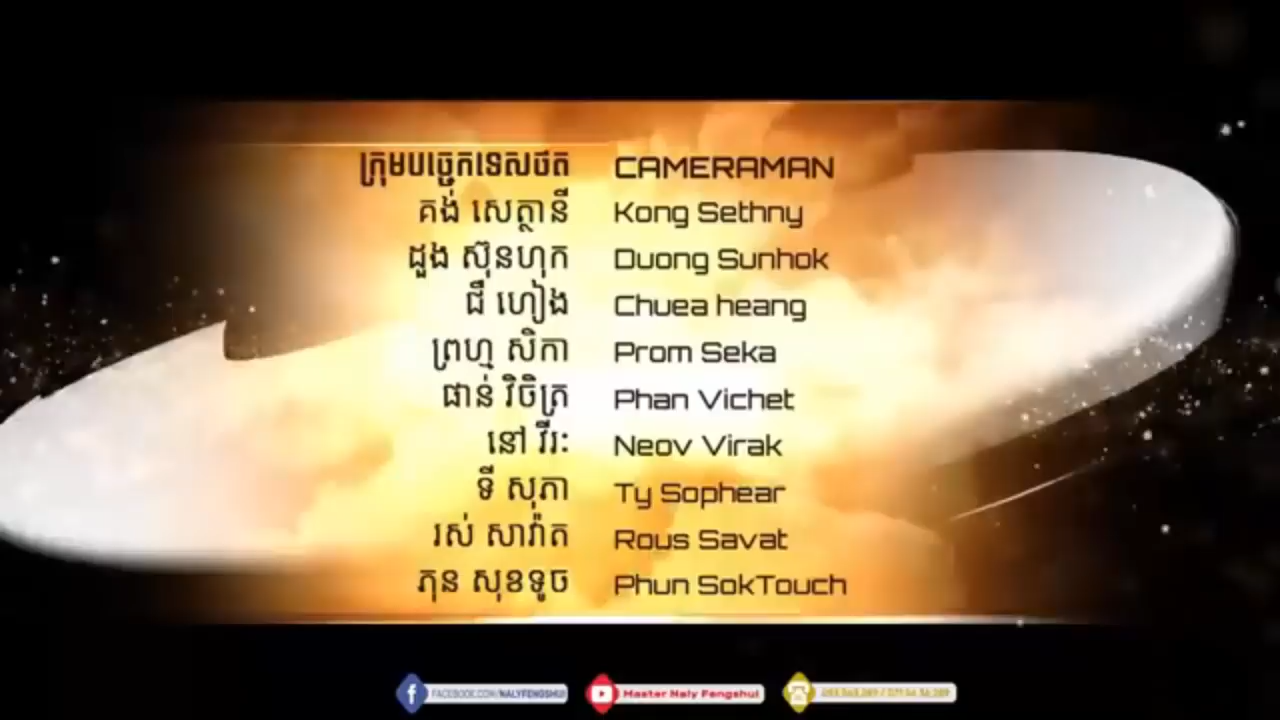 ក្រុមបច្ចេកទេសថត CAMERAMAN
គង់ សេត្ថានី Kong Sethny
ដួង ស៊ុនហុក Duong Sunhok
ជឺ ហៀង Chuea heang
ព្រហ្ម សិកា Prom Seka
ផាន់ វិចិត្រ Phan Vichet
នៅ វីរៈ Neov Virak
ទី សុភា Ty Sophear
រស់ សាវ៉ាត Rous Savat
ភុន សុខទូច Phun SokTouch
FACEBOOK.COM/NALYFENGSHUI Master Naly Fengshui